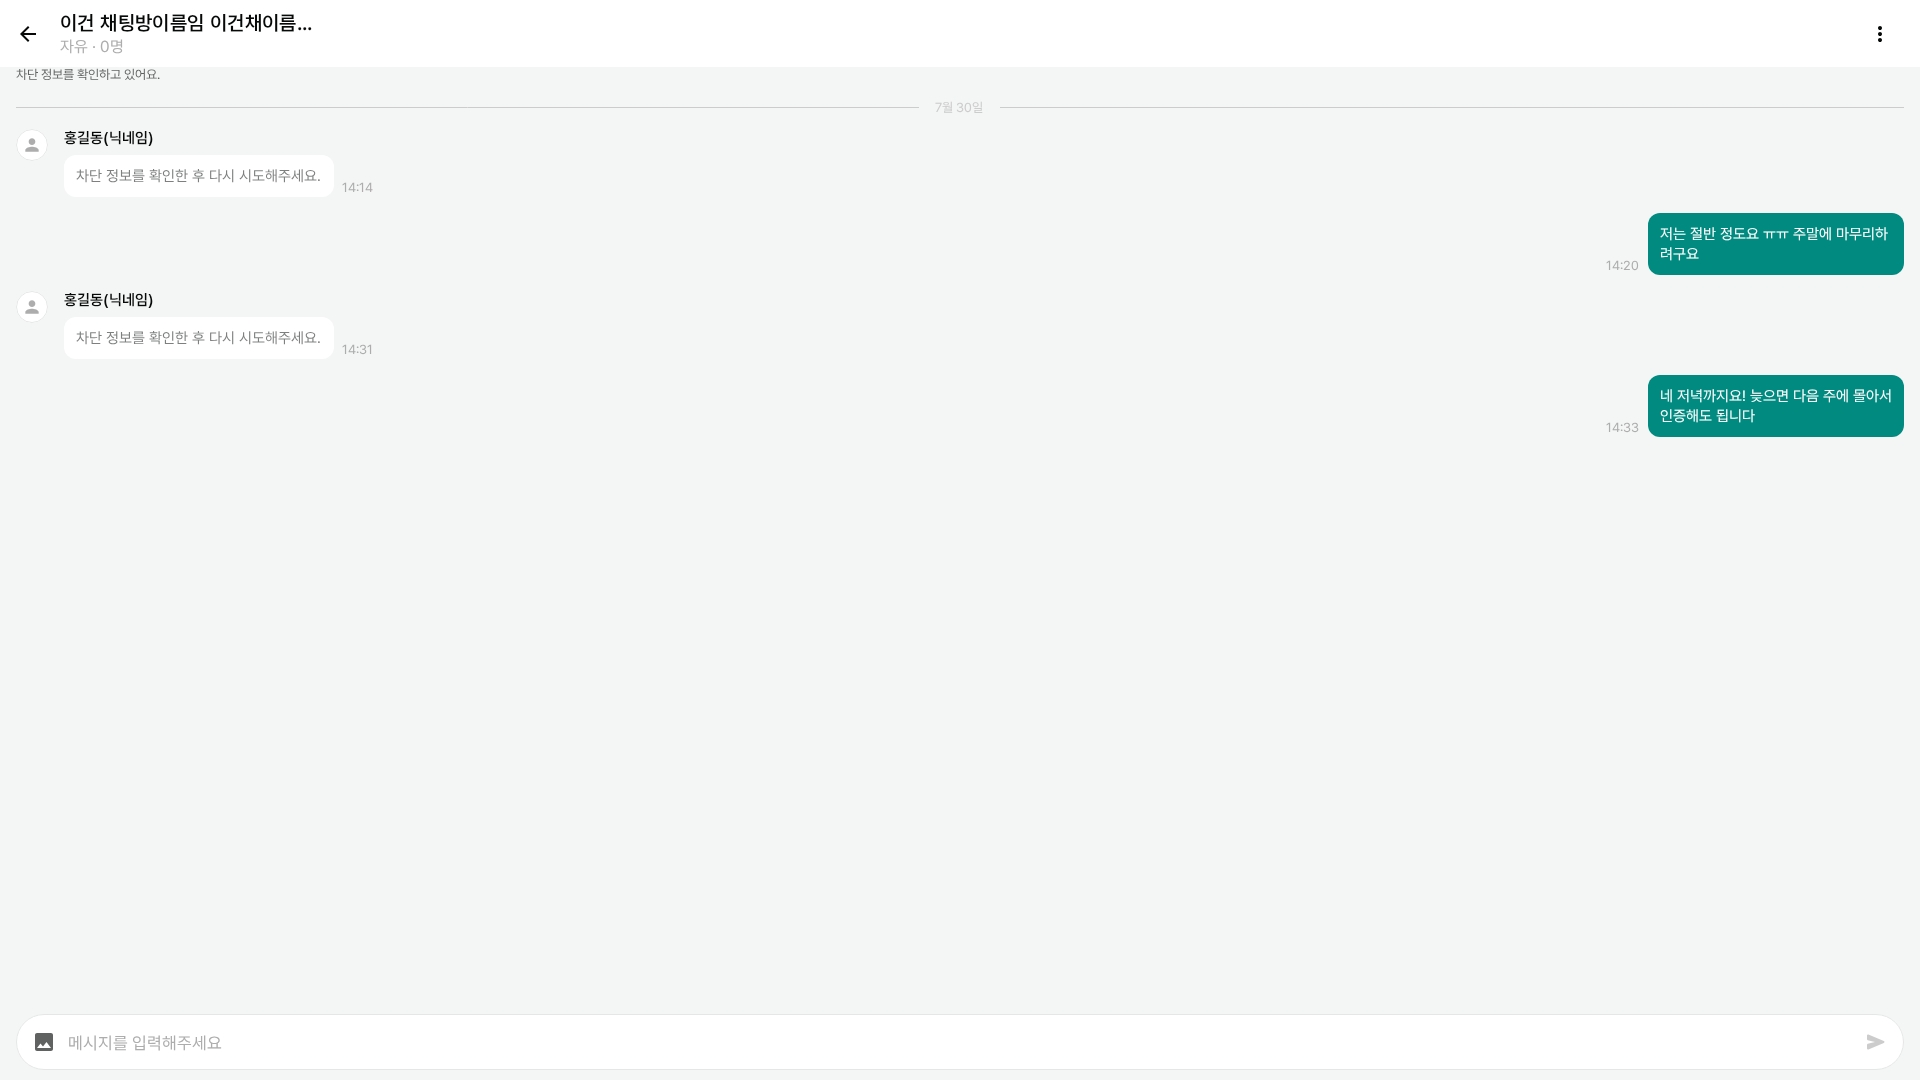 이건 채팅방이름임 이건채이름...
자유 · 0명
차단 정보를 확인하고 있어요.
7월 30일
홍길동(닉네임)
차단 정보를 확인한 후 다시 시도해주세요.
14:14
저는 절반 정도요 ㅠㅠ 주말에 마무리하
려구요
14:20
홍길동(닉네임)
차단 정보를 확인한 후 다시 시도해주세요.
14:31
네 저녁까지요! 늦으면 다음 주에 몰아서
인증해도 됩니다
14:33
메시지를 입력해주세요